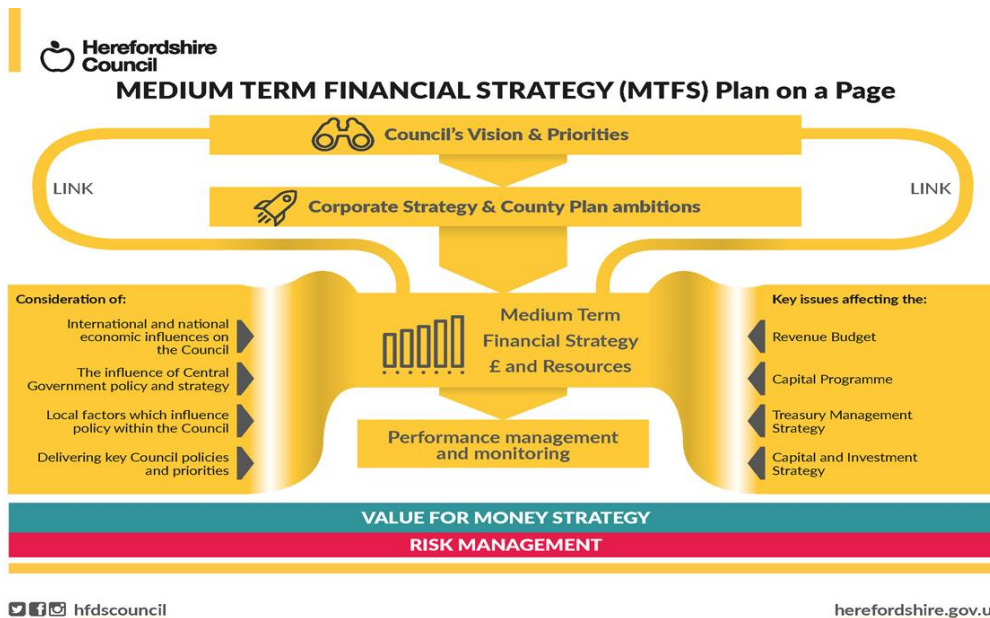 Herefordshire
Council
MEDIUM TERM FINANCIAL STRATEGY (MTFS) Plan on a Page
Council's Vision & Priorities
LINK
LINK
Corporate Strategy & County Plan ambitions
Consideration of:
International and national
economic influences on
the Council
The influence of Central
Government policy and strategy
Local factors which influence
policy within the Council
Delivering key Council policies
and priorities
Medium Term
Financial Strategy
£ and Resources
Performance management
and monitoring
Key issues affecting the:
Revenue Budget
Capital Programme
Treasury Management
Strategy
Capital and Investment
Strategy
VALUE FOR MONEY STRATEGY
RISK MANAGEMENT
hfdscouncil
herefordshire.gov.u